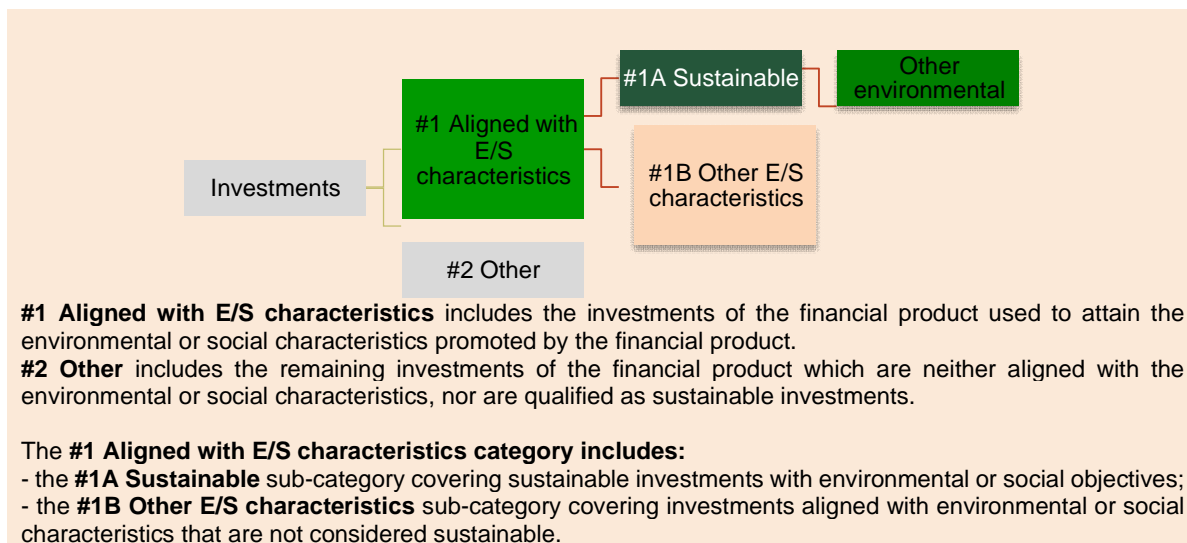 #1A Sustainable
Other
environmental
#1 Aligned with
E/S
characteristics
Investments
#1B Other E/S
characteristics
#2 Other
#1 Aligned with E/S characteristics includes the investments of the financial product used to attain the
environmental or social characteristics promoted by the financial product.
#2 Other includes the remaining investments of the financial product which are neither aligned with the
environmental or social characteristics, nor are qualified as sustainable investments.
The #1 Aligned with E/S characteristics category includes:
- the #1A Sustainable sub-category covering sustainable investments with environmental or social objectives;
- the #1B Other E/S characteristics sub-category covering investments aligned with environmental or social
characteristics that are not considered sustainable.